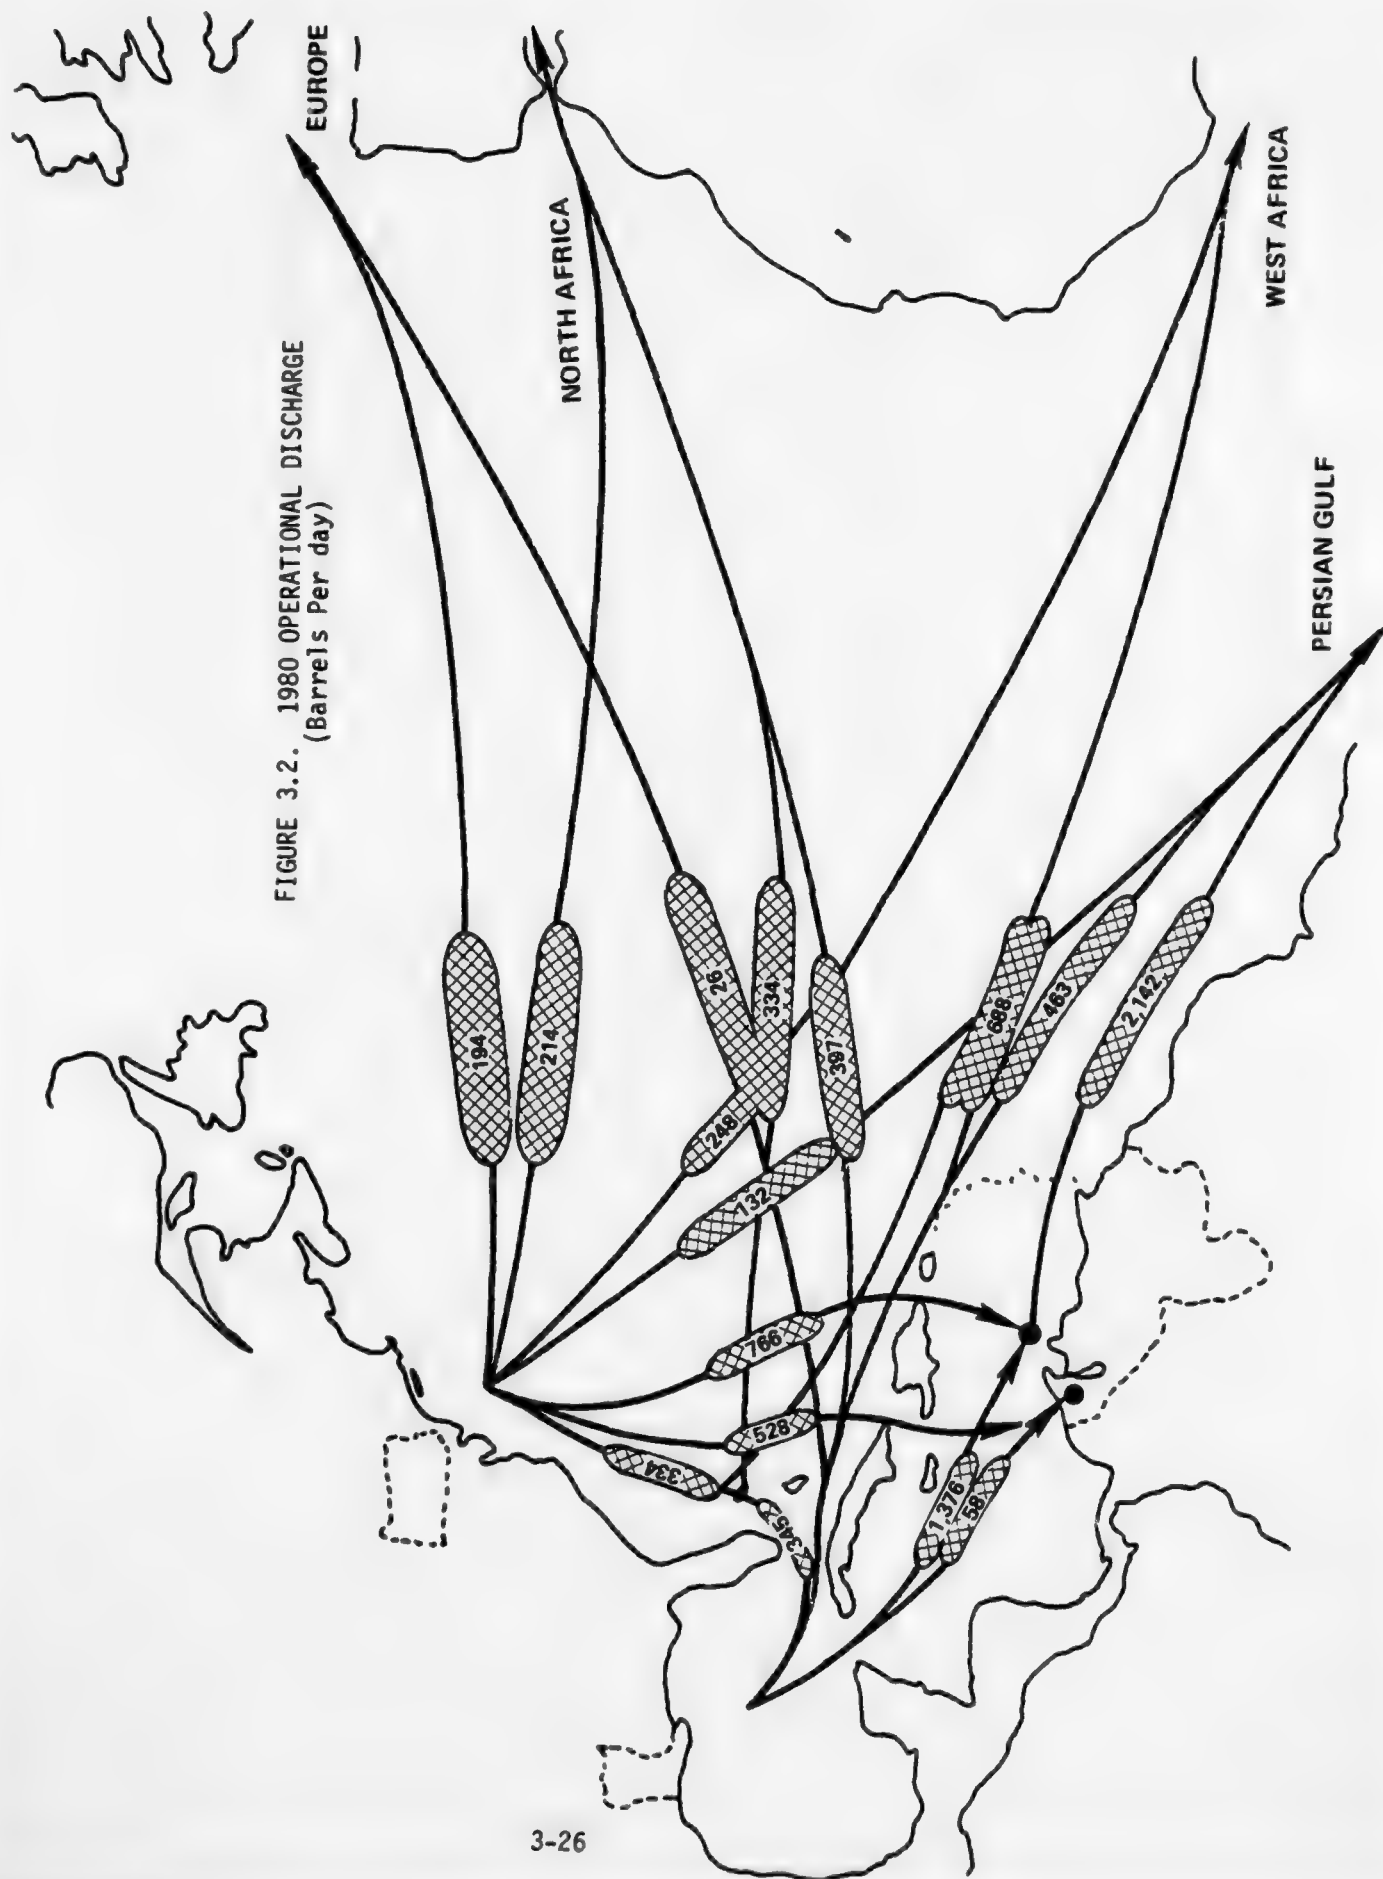 FIGURE 3.2. 1980 OPERATIONAL DISCHARGE
(Barrels Per day)
EUROPE
NORTH AFRICA
WEST AFRICA
PERSIAN GULF
194
214
26
334
248
397
132
688
463
2,142
766
528
334
345
1,376
58
3-26